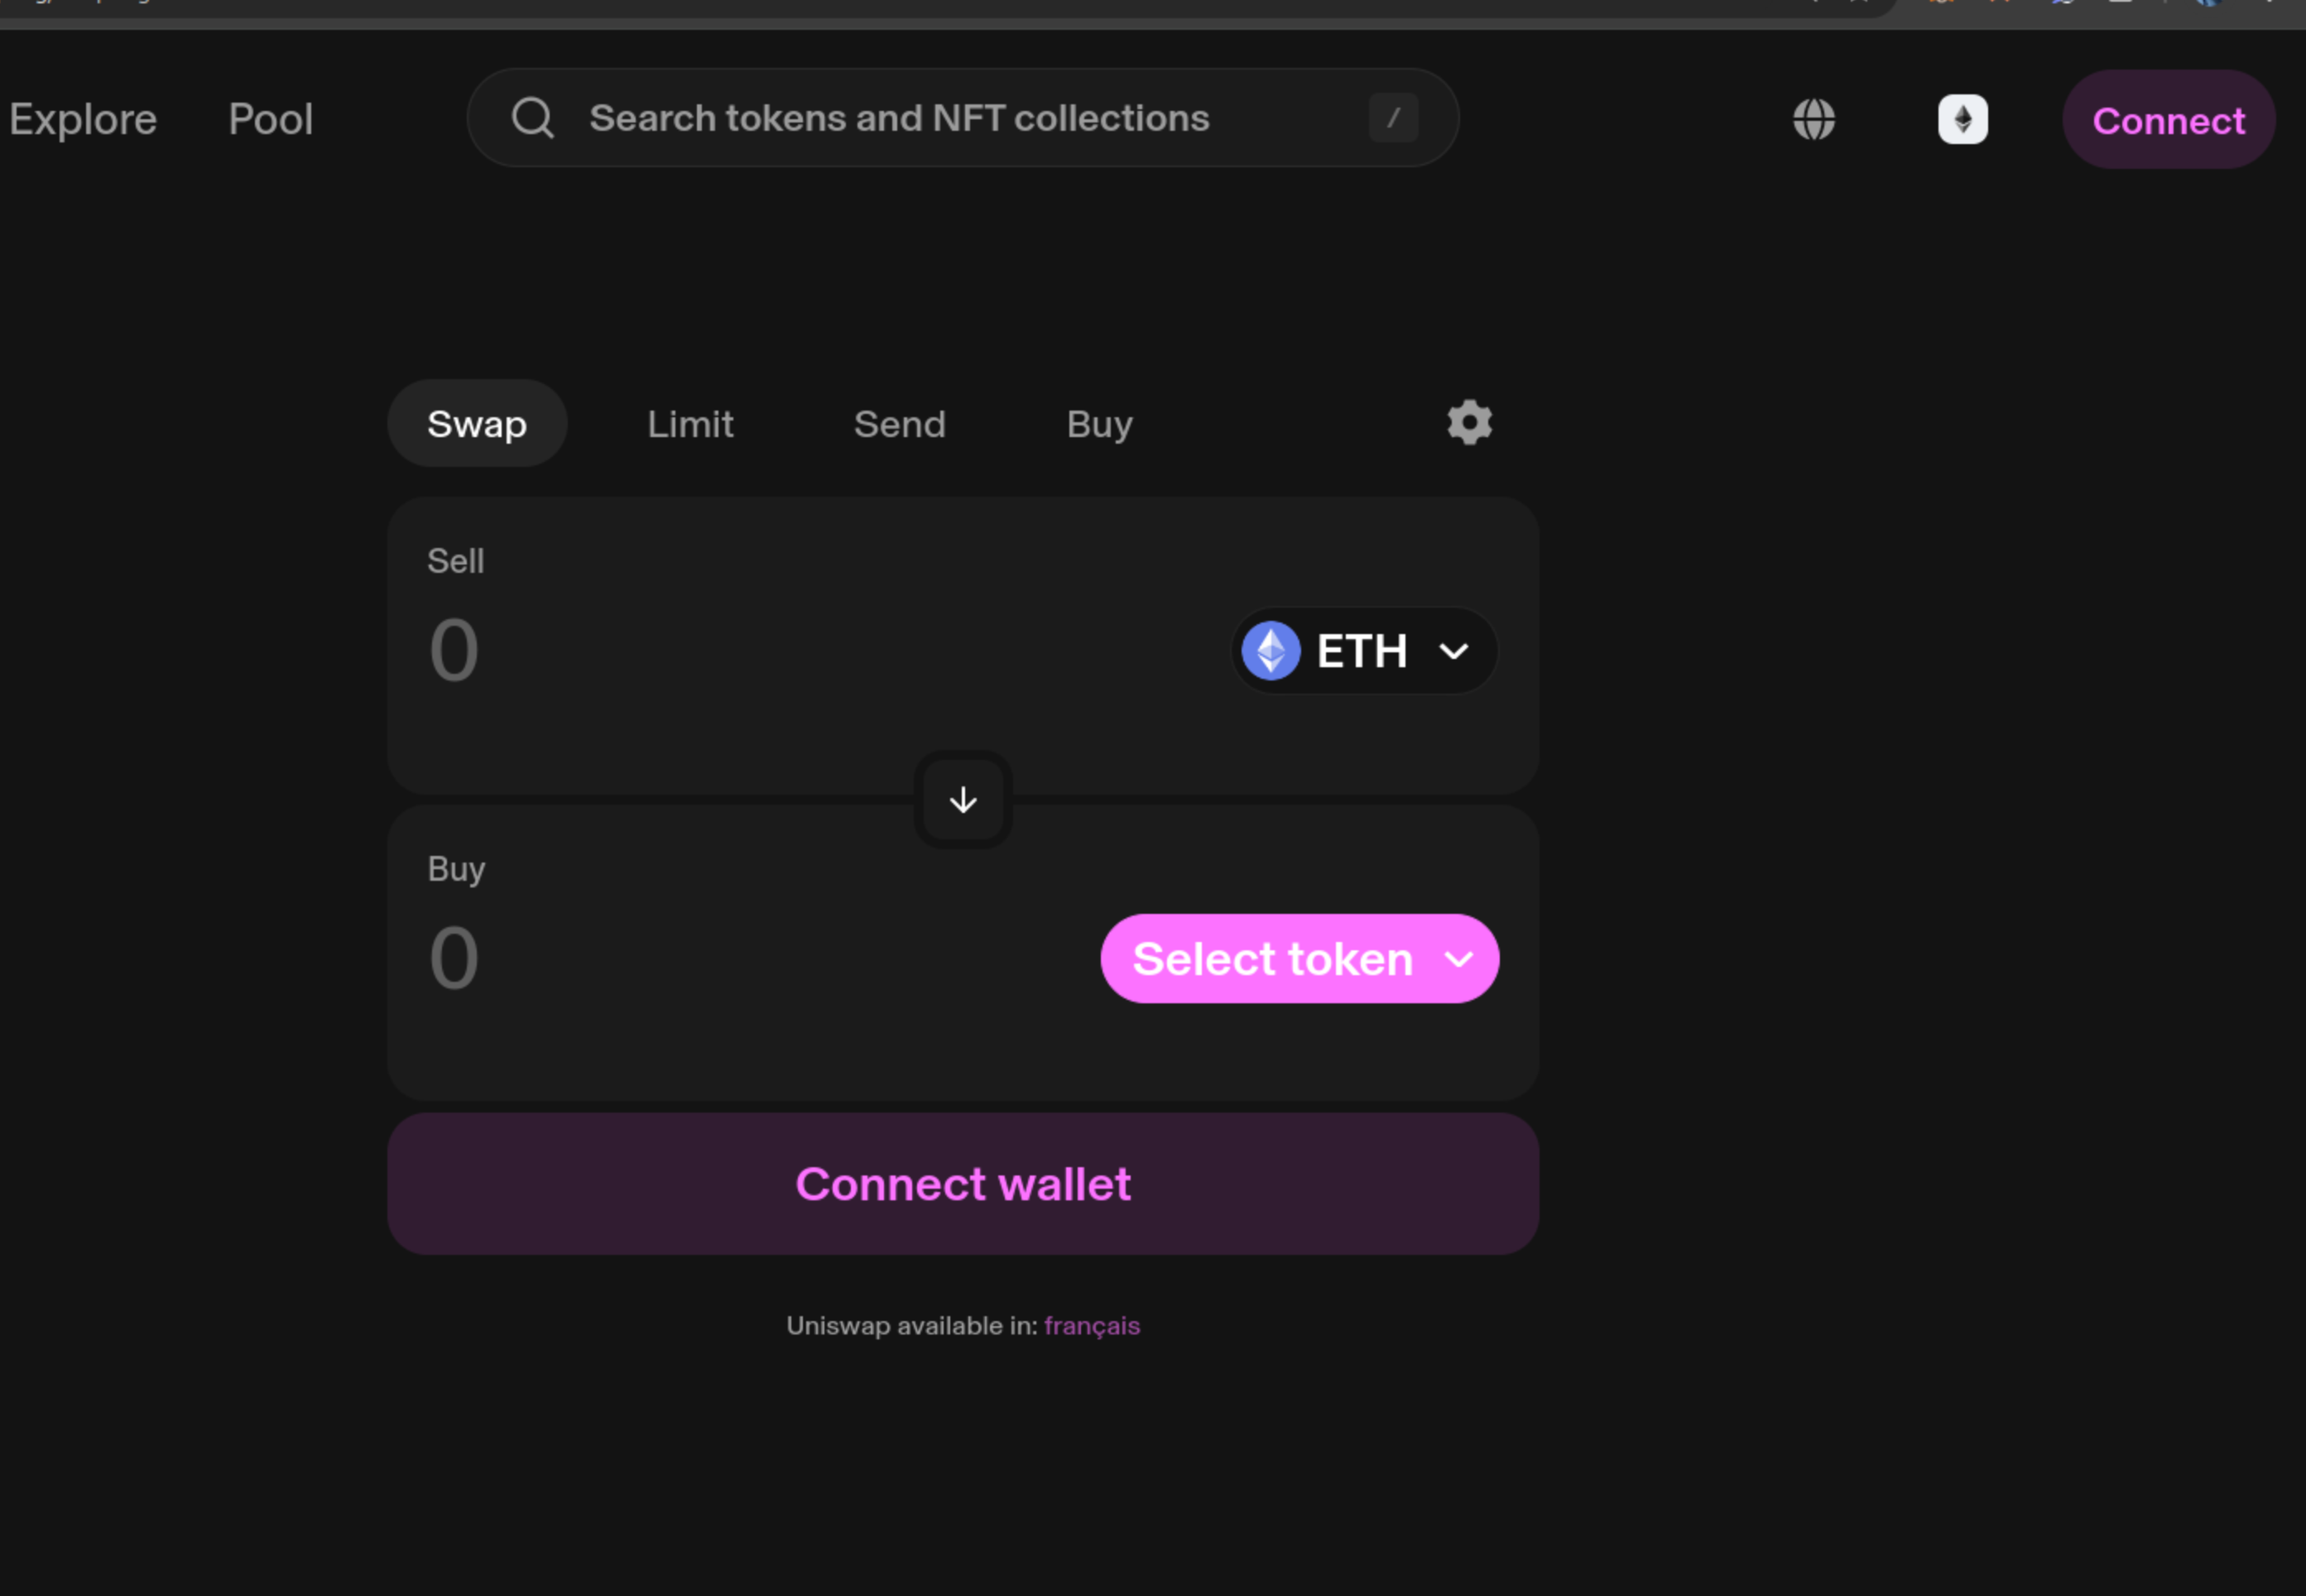 Explore Pool Search tokens and NFT collections / Connect
Swap Limit Send Buy
Sell
0 ETH
Buy
0 Select token
Connect wallet
Uniswap available in: français